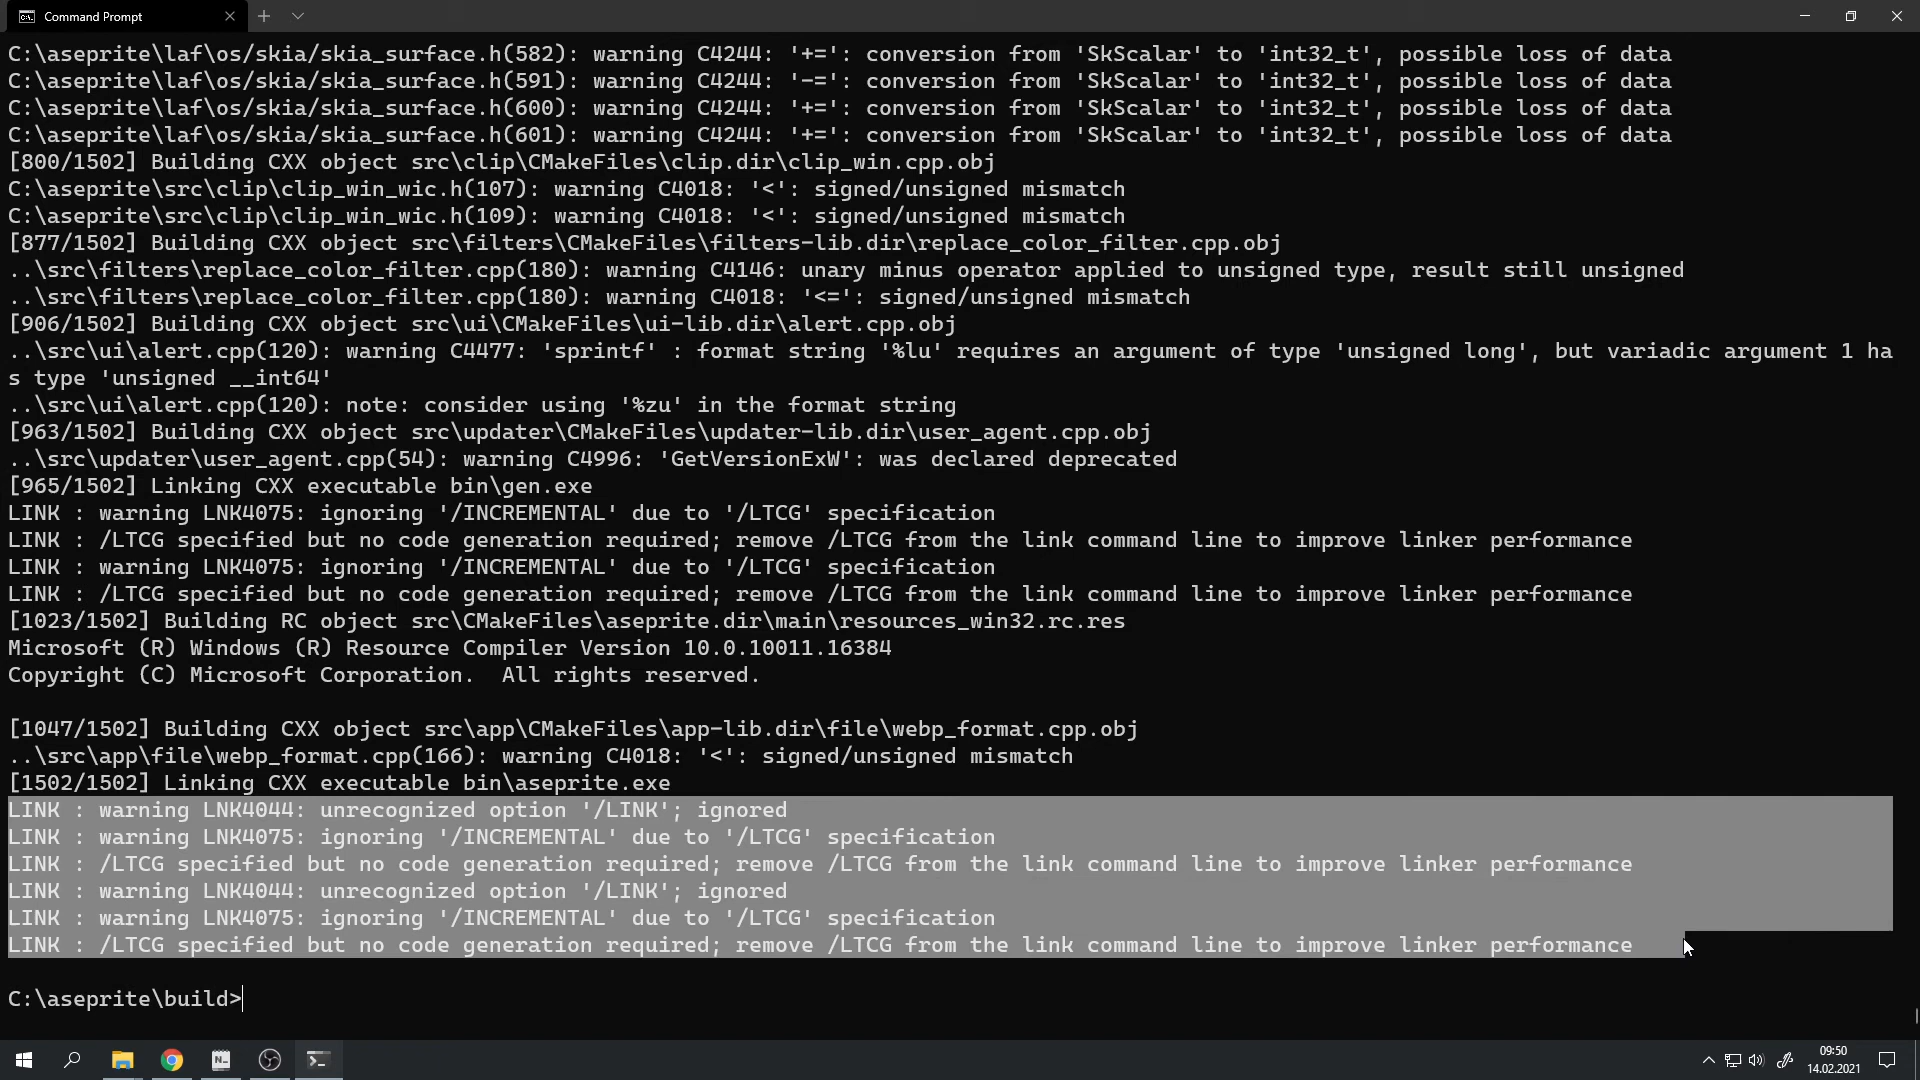 Command Prompt
C:\aseprite\laf\os/skia/skia_surface.h(582): warning C4244: '+=': conversion from 'SkScalar' to 'int32_t', possible loss of data
C:\aseprite\laf\os/skia/skia_surface.h(591): warning C4244: '-=': conversion from 'SkScalar' to 'int32_t', possible loss of data
C:\aseprite\laf\os/skia/skia_surface.h(600): warning C4244: '+=': conversion from 'SkScalar' to 'int32_t', possible loss of data
C:\aseprite\laf\os/skia/skia_surface.h(601): warning C4244: '+=': conversion from 'SkScalar' to 'int32_t', possible loss of data
[800/1502] Building CXX object src\clip\CMakeFiles\clip.dir\clip_win.cpp.obj
C:\aseprite\src\clip\clip_win_wic.h(107): warning C4018: '<': signed/unsigned mismatch
C:\aseprite\src\clip\clip_win_wic.h(109): warning C4018: '<': signed/unsigned mismatch
[877/1502] Building CXX object src\filters\CMakeFiles\filters-lib.dir\replace_color_filter.cpp.obj
..\src\filters\replace_color_filter.cpp(180): warning C4146: unary minus operator applied to unsigned type, result still unsigned
..\src\filters\replace_color_filter.cpp(180): warning C4018: '<=': signed/unsigned mismatch
[906/1502] Building CXX object src\ui\CMakeFiles\ui-lib.dir\alert.cpp.obj
..\src\ui\alert.cpp(120): warning C4477: 'sprintf' : format string '%lu' requires an argument of type 'unsigned long', but variadic argument 1 ha
s type 'unsigned __int64'
..\src\ui\alert.cpp(120): note: consider using '%zu' in the format string
[963/1502] Building CXX object src\updater\CMakeFiles\updater-lib.dir\user_agent.cpp.obj
..\src\updater\user_agent.cpp(54): warning C4996: 'GetVersionExW': was declared deprecated
[965/1502] Linking CXX executable bin\gen.exe
LINK : warning LNK4075: ignoring '/INCREMENTAL' due to '/LTCG' specification
LINK : /LTCG specified but no code generation required; remove /LTCG from the link command line to improve linker performance
LINK : warning LNK4075: ignoring '/INCREMENTAL' due to '/LTCG' specification
LINK : /LTCG specified but no code generation required; remove /LTCG from the link command line to improve linker performance
[1023/1502] Building RC object src\CMakeFiles\aseprite.dir\main\resources_win32.rc.res
Microsoft (R) Windows (R) Resource Compiler Version 10.0.10011.16384
Copyright (C) Microsoft Corporation.  All rights reserved.
[1047/1502] Building CXX object src\app\CMakeFiles\app-lib.dir\file\webp_format.cpp.obj
..\src\app\file\webp_format.cpp(166): warning C4018: '<': signed/unsigned mismatch
[1502/1502] Linking CXX executable bin\aseprite.exe
LINK : warning LNK4044: unrecognized option '/LINK'; ignored
LINK : warning LNK4075: ignoring '/INCREMENTAL' due to '/LTCG' specification
LINK : /LTCG specified but no code generation required; remove /LTCG from the link command line to improve linker performance
LINK : warning LNK4044: unrecognized option '/LINK'; ignored
LINK : warning LNK4075: ignoring '/INCREMENTAL' due to '/LTCG' specification
LINK : /LTCG specified but no code generation required; remove /LTCG from the link command line to improve linker performance
C:\aseprite\build>
09:50
14.02.2021